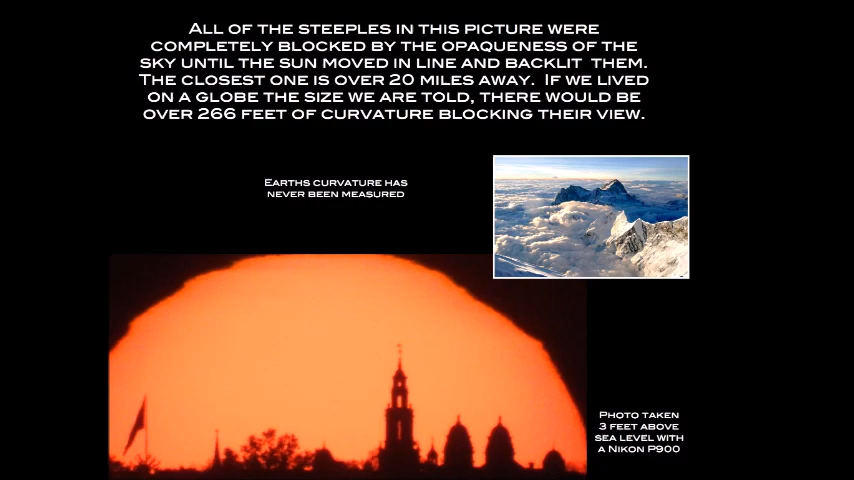 ALL OF THE STEEPLES IN THIS PICTURE WERE
COMPLETELY BLOCKED BY THE OPAQUENESS OF THE
SKY UNTIL THE SUN MOVED IN LINE AND BACKLIT THEM.
THE CLOSEST ONE IS OVER 20 MILES AWAY. IF WE LIVED
ON A GLOBE THE SIZE WE ARE TOLD, THERE WOULD BE
OVER 266 FEET OF CURVATURE BLOCKING THEIR VIEW.
EARTHS CURVATURE HAS
NEVER BEEN MEASURED
PHOTO TAKEN
3 FEET ABOVE
SEA LEVEL WITH
A NIKON P900